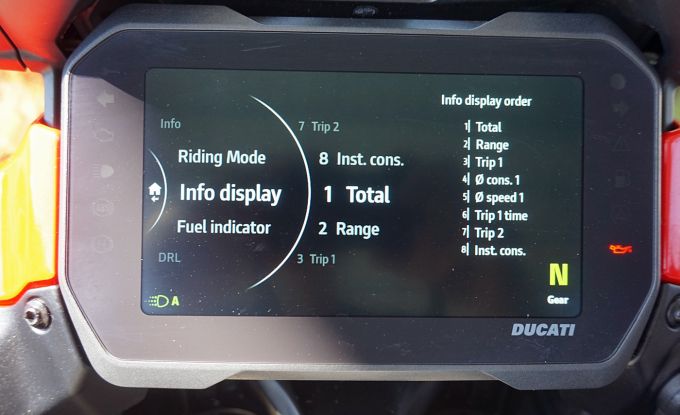 Info display order
Info
7 Trip 2
Riding Mode
8 Inst. cons.
Info display
1 Total
Fuel indicator
2 Range
DRL
3 Trip 1
1 Total
2 Range
3 Trip 1
4 Ø cons. 1
5 Ø speed 1
6 Trip 1 time
7 Trip 2
8 Inst. cons.
N
Gear
A
DUCATI